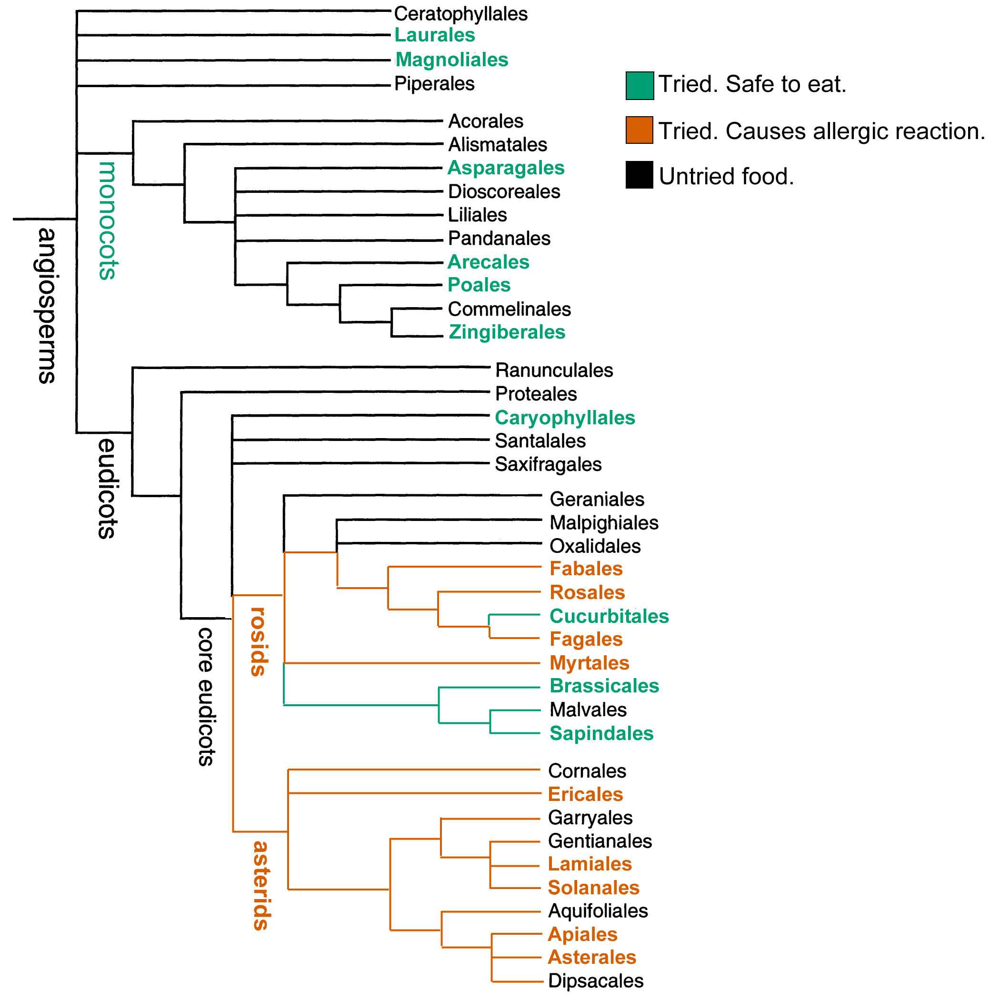 Ceratophyllales
Laurales
Magnoliales
Piperales
Tried. Safe to eat.
Tried. Causes allergic reaction.
Untried food.
Acorales
Alismatales
Asparagales
Dioscoreales
Liliales
Pandanales
Arecales
Poales
Commelinales
Zingiberales
monocots
angiosperms
Ranunculales
Proteales
Caryophyllales
Santalales
Saxifragales
eudicots
Geraniales
Malpighiales
Oxalidales
Fabales
Rosales
Cucurbitales
Fagales
Myrtales
Brassicales
Malvales
Sapindales
rosids
core eudicots
Cornales
Ericales
Garryales
Gentianales
Lamiales
Solanales
Aquifoliales
Apiales
Asterales
Dipsacales
asterids